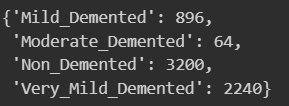 {'Mild_Demented': 896,
 'Moderate_Demented': 64,
 'Non_Demented': 3200,
 'Very_Mild_Demented': 2240}